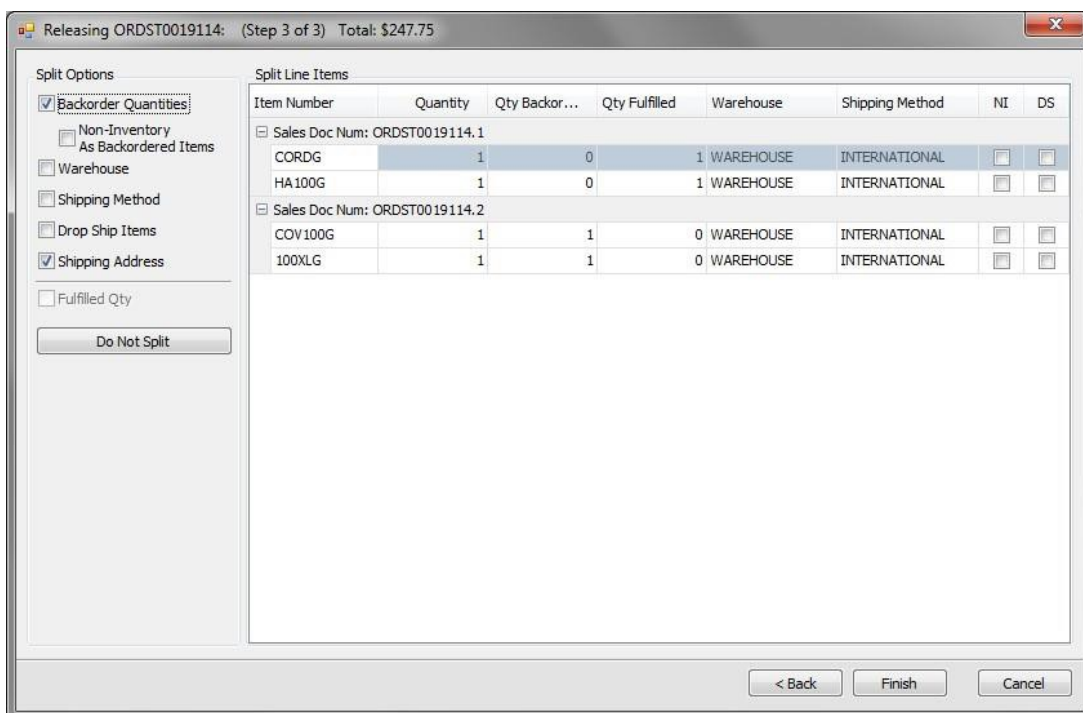 Releasing ORDST0019114: (Step 3 of 3) Total: $247.75
Split Options
Backorder Quantities
Non-Inventory
As Backordered Items
Warehouse
Shipping Method
Drop Ship Items
Shipping Address
Fulfilled Qty
Do Not Split
Split Line Items
Item Number Quantity Qty Backor... Qty Fulfilled Warehouse Shipping Method NI DS
Sales Doc Num: ORDST0019114.1
CORDG 1 0 1 WAREHOUSE INTERNATIONAL
HA100G 1 0 1 WAREHOUSE INTERNATIONAL
Sales Doc Num: ORDST0019114.2
COV100G 1 1 0 WAREHOUSE INTERNATIONAL
100XLG 1 1 0 WAREHOUSE INTERNATIONAL
< Back Finish Cancel